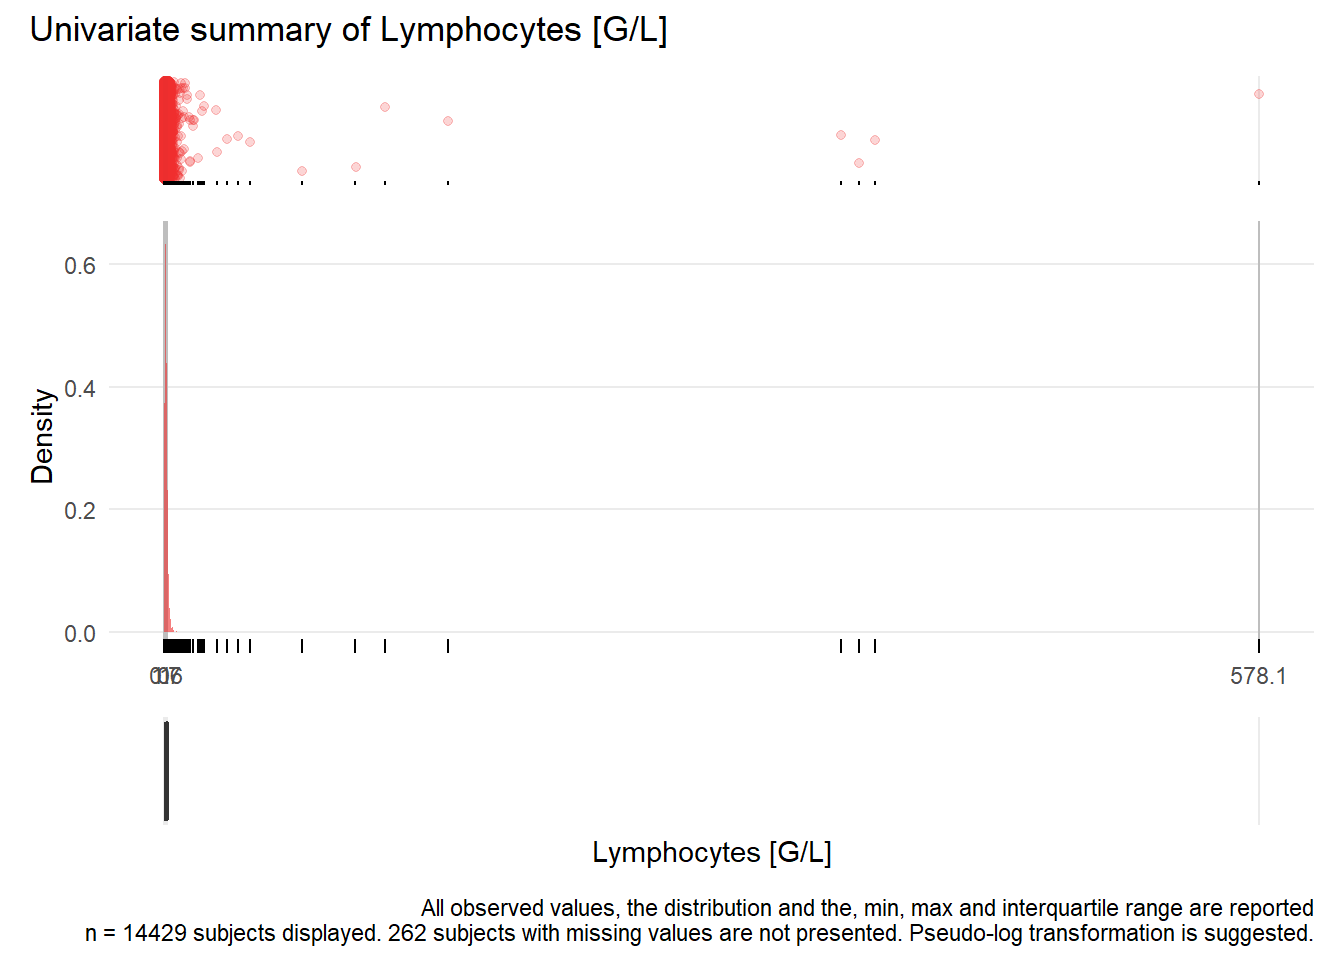 Univariate summary of Lymphocytes [G/L]
0.6
0.4
0.2
0.0
Density
578.1
Lymphocytes [G/L]
All observed values, the distribution and the, min, max and interquartile range are reported
n = 14429 subjects displayed. 262 subjects with missing values are not presented. Pseudo-log transformation is suggested.